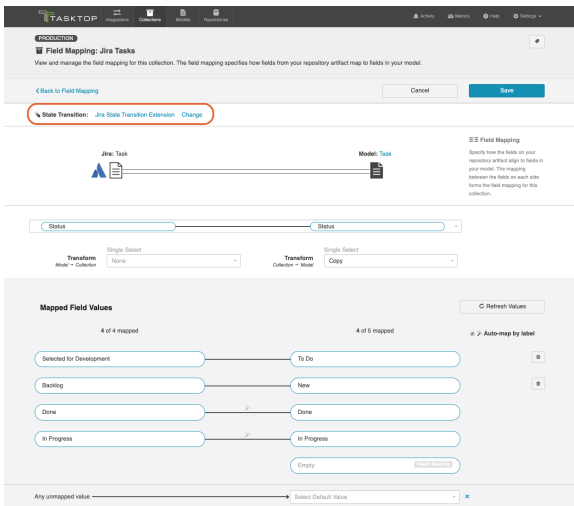 TASKTOP
Integrations
Collections
Models
Repositories
Activity
Metrics
Help
Settings
PRODUCTION
Field Mapping: Jira Tasks
View and manage the field mapping for this collection. The field mapping specifies how fields from your repository artifact map to fields in your model.
Back to Field Mapping
Cancel
Save
State Transition: Jira State Transition Extension Change
Field Mapping
Specify how the fields on your
repository artifact align to fields in
your model. The mapping
between the fields on each side
forms the field mapping for this
collection.
Jira: Task
Model: Task
Status
Status
Single Select
Transform
Model → Collection
None
Single Select
Transform
Collection → Model
Copy
Mapped Field Values
Refresh Values
4 of 4 mapped
4 of 5 mapped
Auto-map by label
Selected for Development
To Do
Backlog
New
Done
Done
In Progress
In Progress
Empty
Any unmapped value
Select Default Value